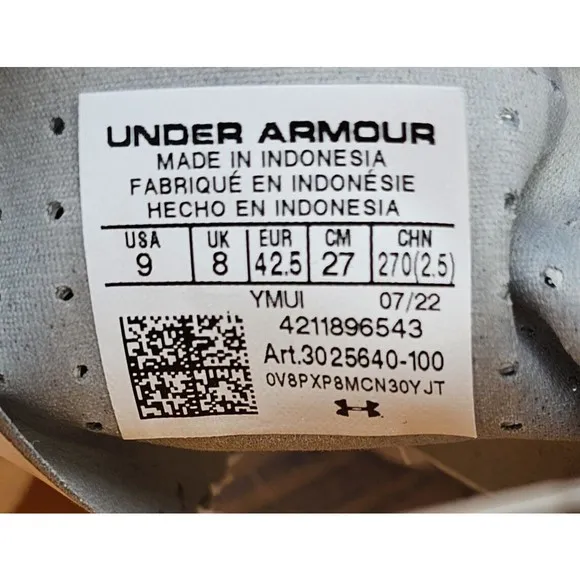 UNDER ARMOUR
MADE IN INDONESIA
FABRIQUÉ EN INDONÉSIE
HECHO EN INDONESIA
USA UK EUR CM CHN
9 8 42.5 27 270(2.5)
YMUI 07/22
4211896543
Art.3025640-100
0V8PXP8MCN30YJT